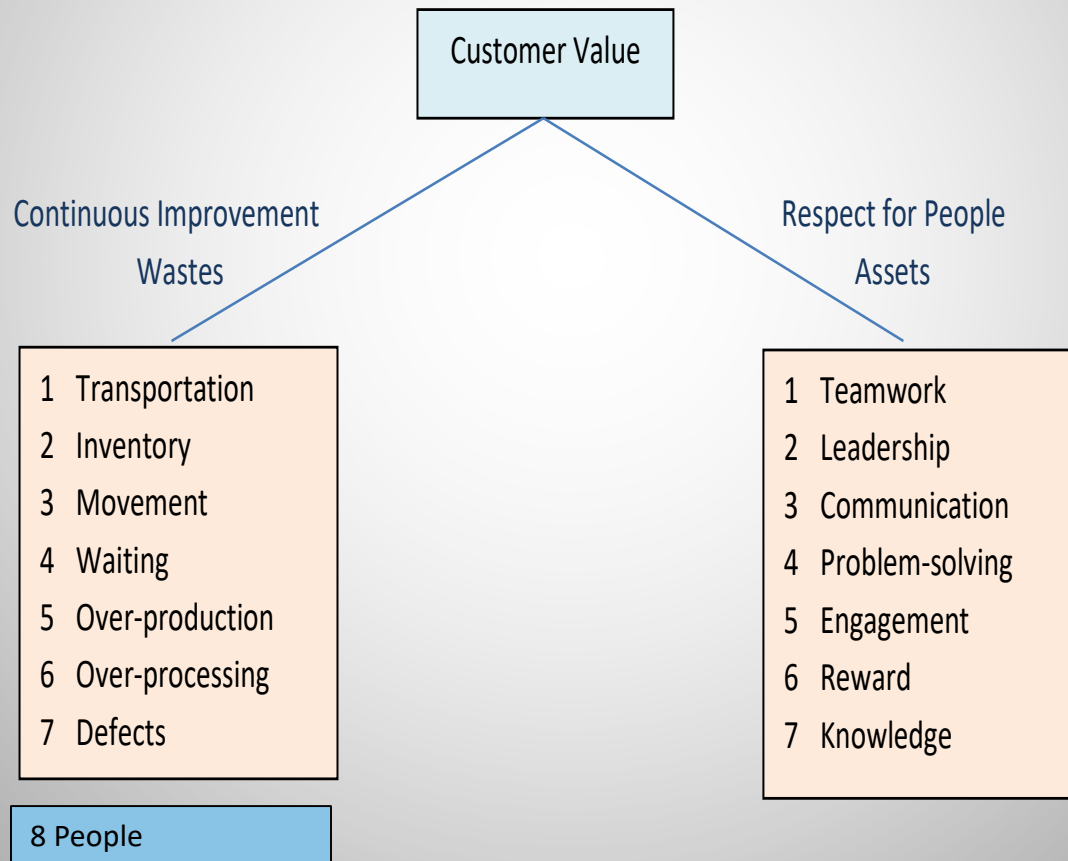 Customer Value
Continuous Improvement
Wastes
1 Transportation
2 Inventory
3 Movement
4 Waiting
5 Over-production
6 Over-processing
7 Defects
8 People
Respect for People
Assets
1 Teamwork
2 Leadership
3 Communication
4 Problem-solving
5 Engagement
6 Reward
7 Knowledge